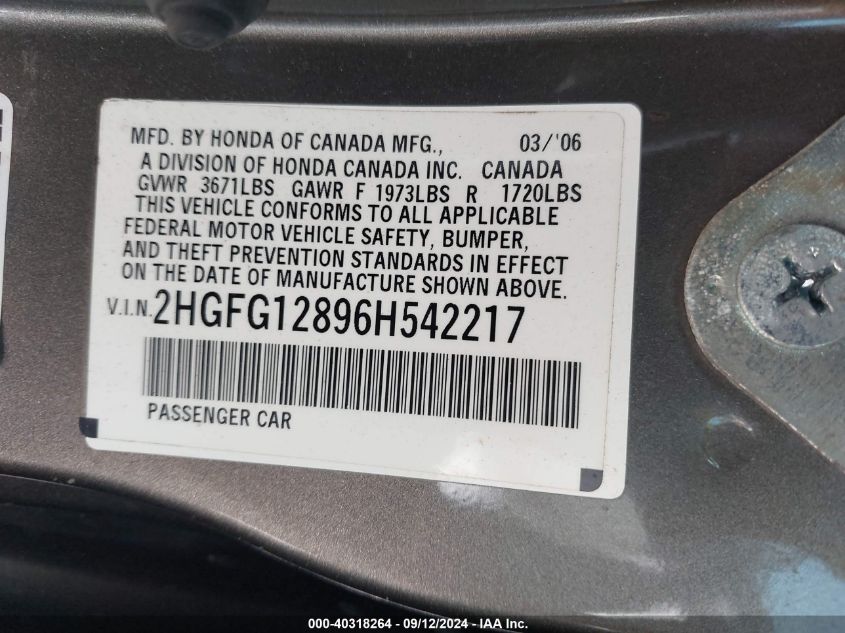 MFD. BY HONDA OF CANADA MFG., 03/'06
A DIVISION OF HONDA CANADA INC. CANADA
GVWR 3671LBS GAWR F 1973LBS R 1720LBS
THIS VEHICLE CONFORMS TO ALL APPLICABLE
FEDERAL MOTOR VEHICLE SAFETY, BUMPER,
AND THEFT PREVENTION STANDARDS IN EFFECT
ON THE DATE OF MANUFACTURE SHOWN ABOVE.
V.I.N. 2HGFG12896H542217
PASSENGER CAR
000-40318264 - 09/12/2024 - IAA Inc.